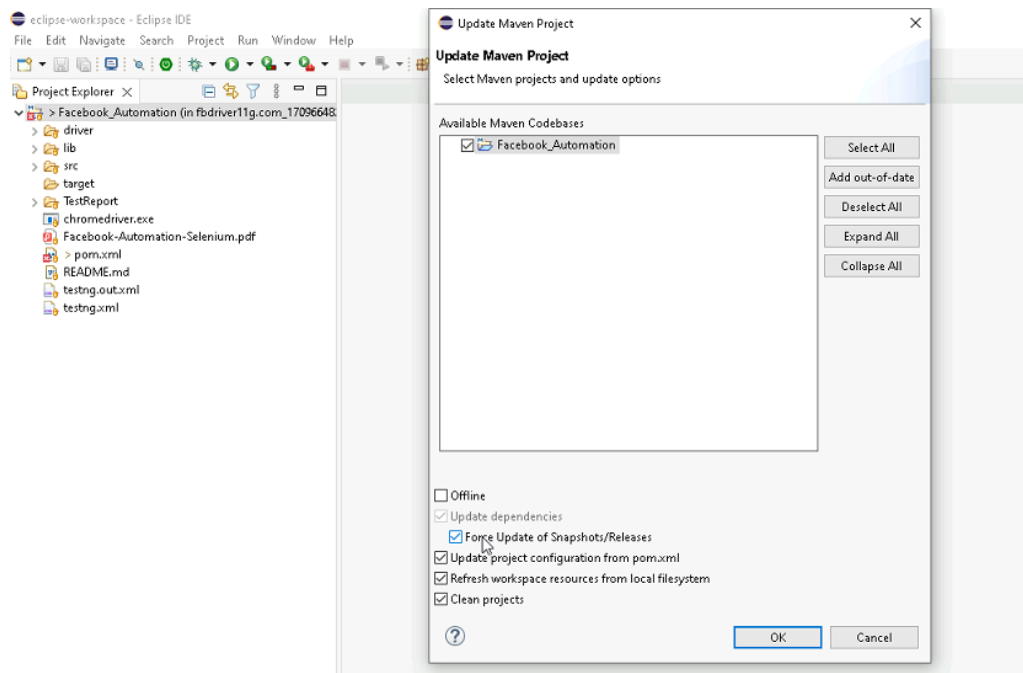 eclipse-workspace - Eclipse IDE
File Edit Navigate Search Project Run Window Help
Project Explorer
> Facebook_Automation (in fbdriver11g.com_170966483
driver
lib
src
target
TestReport
chromedriver.exe
Facebook-Automation-Selenium.pdf
> pom.xml
README.md
testng.out.xml
testng.xml
Update Maven Project
Update Maven Project
Select Maven projects and update options
Available Maven Codebases
Facebook_Automation
Select All
Add out-of-date
Deselect All
Expand All
Collapse All
Offline
Update dependencies
Force Update of Snapshots/Releases
Update project configuration from pom.xml
Refresh workspace resources from local filesystem
Clean projects
OK Cancel